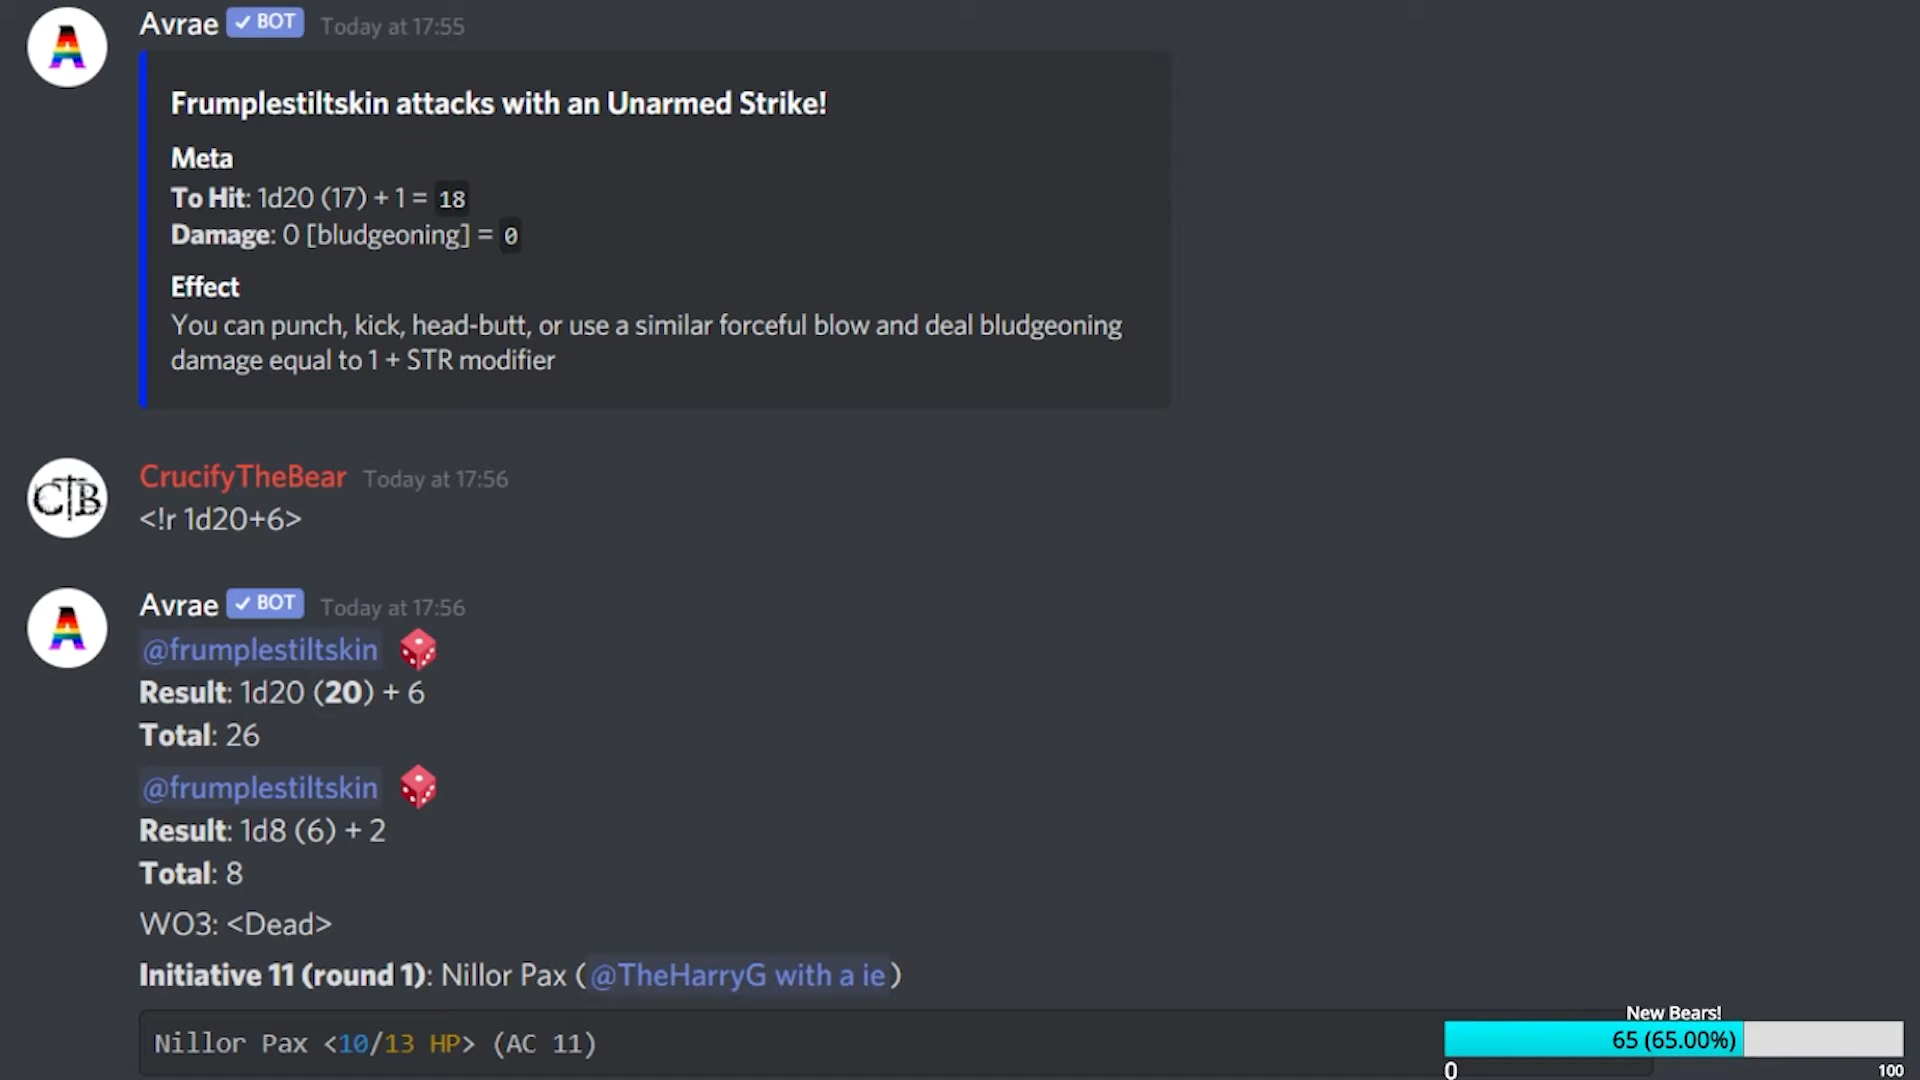 Avrae ✓ BOT Today at 17:55
Frumplestiltskin attacks with an Unarmed Strike!
Meta
To Hit: 1d20 (17) + 1 = 18
Damage: 0 [bludgeoning] = 0
Effect
You can punch, kick, head-butt, or use a similar forceful blow and deal bludgeoning
damage equal to 1 + STR modifier
CTB
CrucifyTheBear Today at 17:56
<!r 1d20+6>
Avrae ✓ BOT Today at 17:56
@frumplestiltskin
Result: 1d20 (20) + 6
Total: 26
@frumplestiltskin
Result: 1d8 (6) + 2
Total: 8
WO3: <Dead>
Initiative 11 (round 1): Nillor Pax (@TheHarryG with a ie)
Nillor Pax <10/13 HP> (AC 11)
New Bears!
65 (65.00%)
0 100